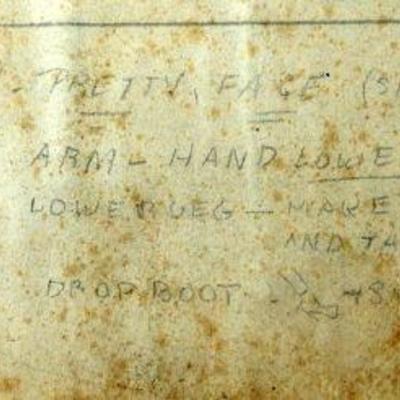 - PRETTY, FACE (S
ARM - HAND LOWE
LOWER LEG - MAKE
AND TA
DROP BOOT